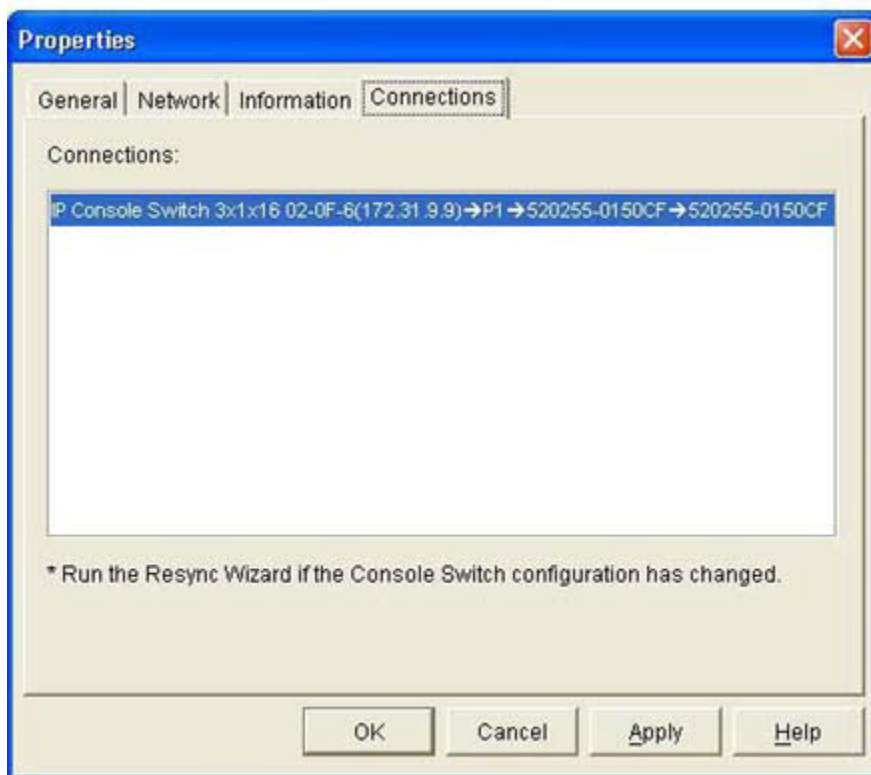 Properties
General Network Information Connections
Connections:
IP Console Switch 3x1x16 02-0F-6(172.31.9.9)➔P1➔520255-0150CF➔520255-0150CF
* Run the Resync Wizard if the Console Switch configuration has changed.
OK Cancel Apply Help